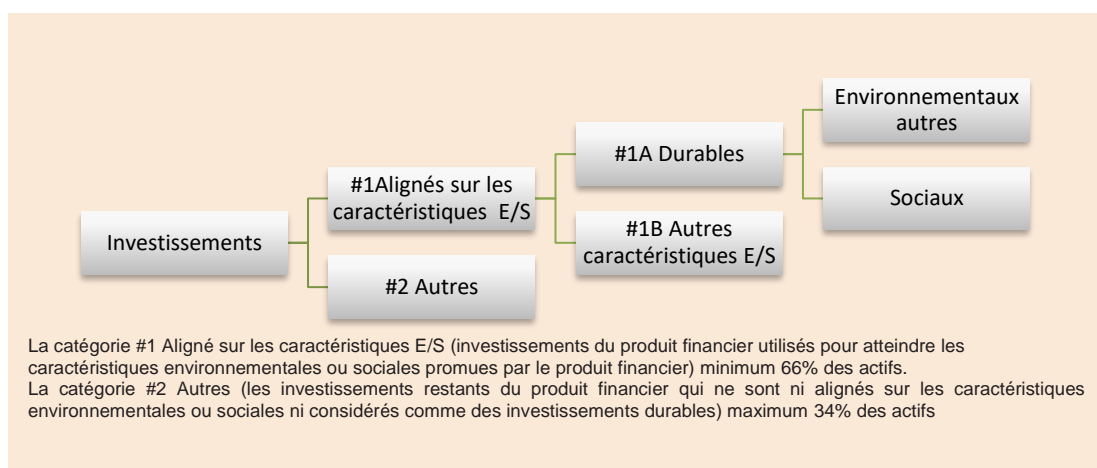 Investissements
#1Alignés sur les
caractéristiques E/S
#2 Autres
#1A Durables
#1B Autres
caractéristiques E/S
Environnementaux
autres
Sociaux
La catégorie #1 Aligné sur les caractéristiques E/S (investissements du produit financier utilisés pour atteindre les
caractéristiques environnementales ou sociales promues par le produit financier) minimum 66% des actifs.
La catégorie #2 Autres (les investissements restants du produit financier qui ne sont ni alignés sur les caractéristiques
environnementales ou sociales ni considérés comme des investissements durables) maximum 34% des actifs